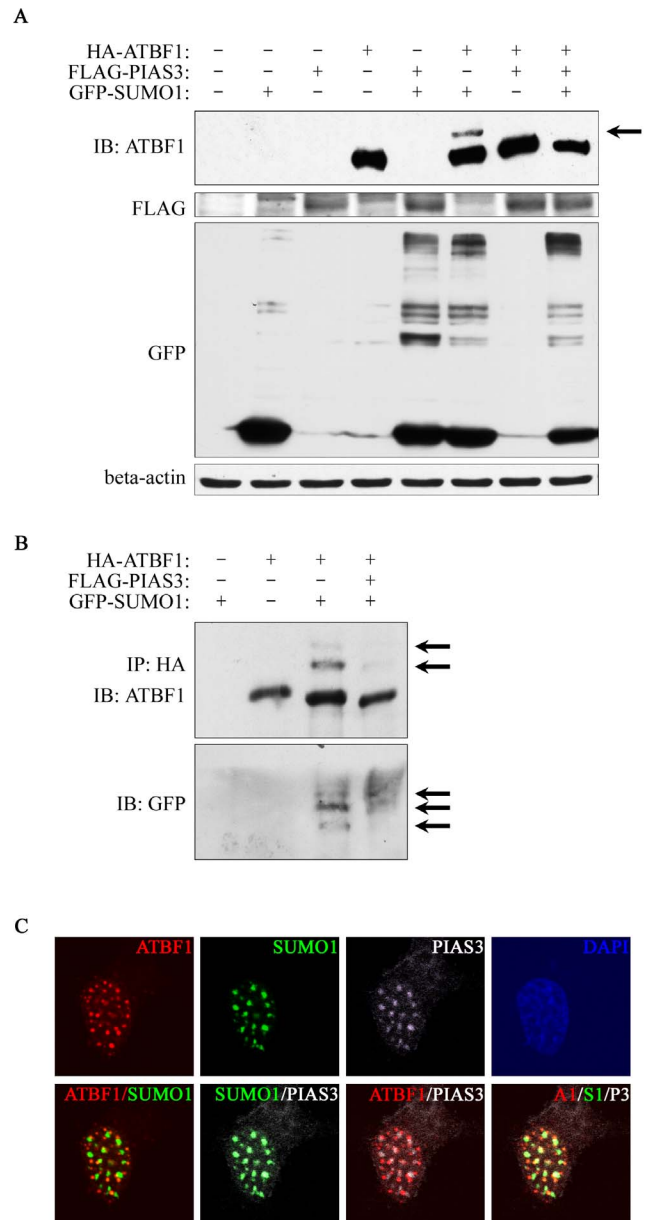 A
HA-ATBF1: – – – + – + + +
FLAG-PIAS3: – – + – + – + +
GFP-SUMO1: – + – – + + – +
IB: ATBF1
FLAG
GFP
beta-actin
B
HA-ATBF1: – + + +
FLAG-PIAS3: – – – +
GFP-SUMO1: + – + +
IP: HA
IB: ATBF1
IB: GFP
C
ATBF1 SUMO1 PIAS3 DAPI
ATBF1/SUMO1 SUMO1/PIAS3 ATBF1/PIAS3 A1/S1/P3